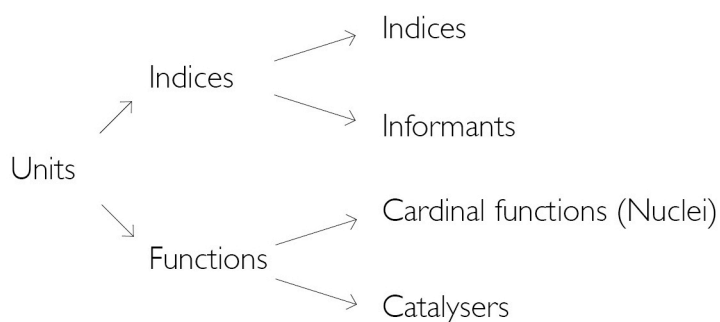 Units
Indices
Functions
Indices
Informants
Cardinal functions (Nuclei)
Catalysers